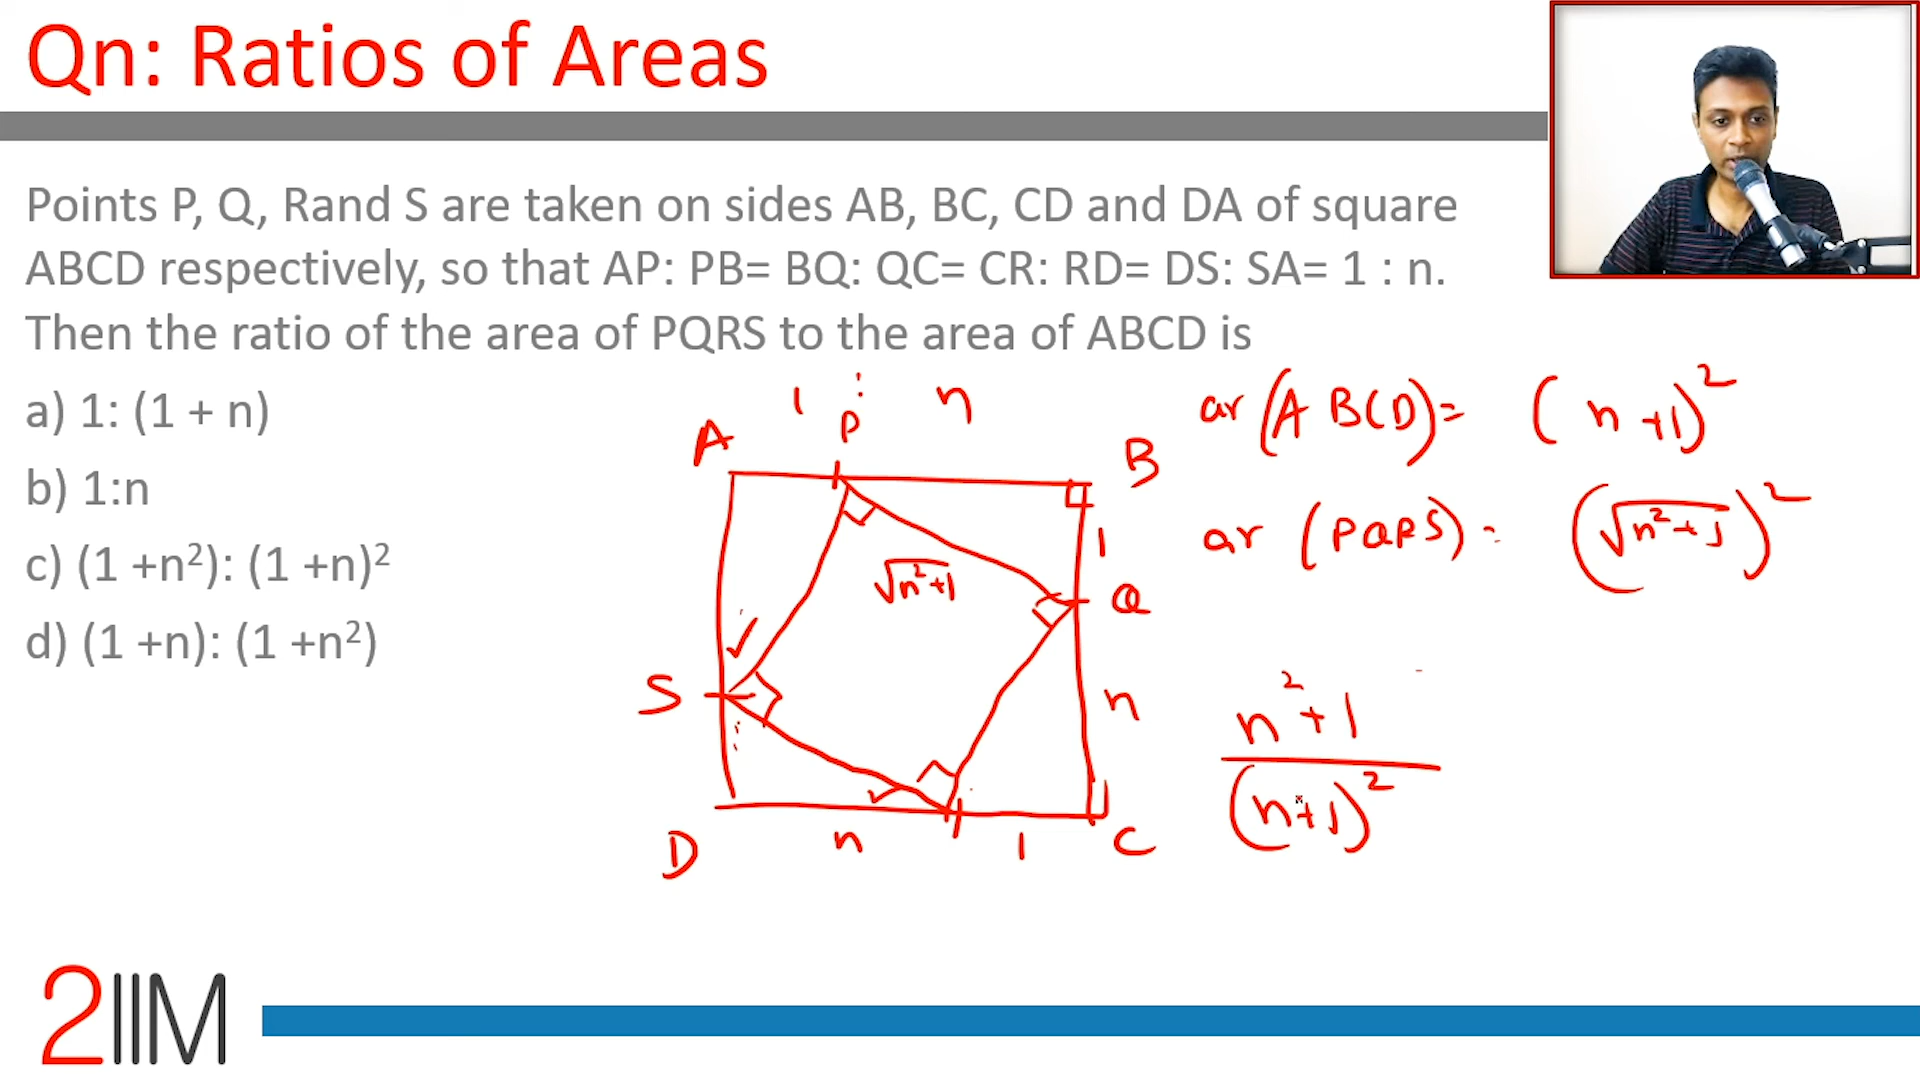 Qn: Ratios of Areas
Points P, Q, Rand S are taken on sides AB, BC, CD and DA of square
ABCD respectively, so that AP: PB= BQ: QC= CR: RD= DS: SA= 1 : n.
Then the ratio of the area of PQRS to the area of ABCD is
a) 1: (1 + n)
b) 1:n
c) (1 +n²): (1 +n)²
d) (1 +n): (1 +n²)
1 : n
A P B
1
√n²+1
Q
S
n
D n 1 C
ar (ABCD)= (n+1)²
ar (PQRS) = (√n²+1)²
n²+1
(n+1)²
2IIM